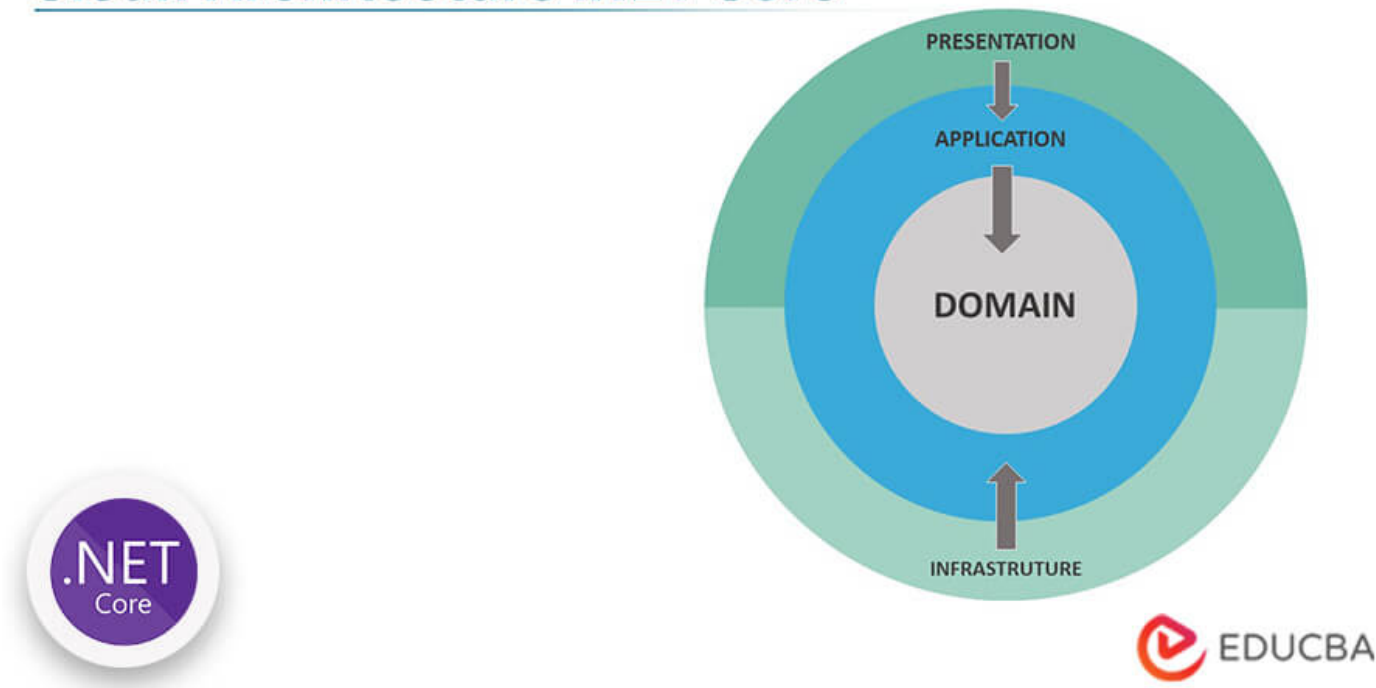 PRESENTATION
APPLICATION
DOMAIN
INFRASTRUTURE
.NET
Core
EDUCBA